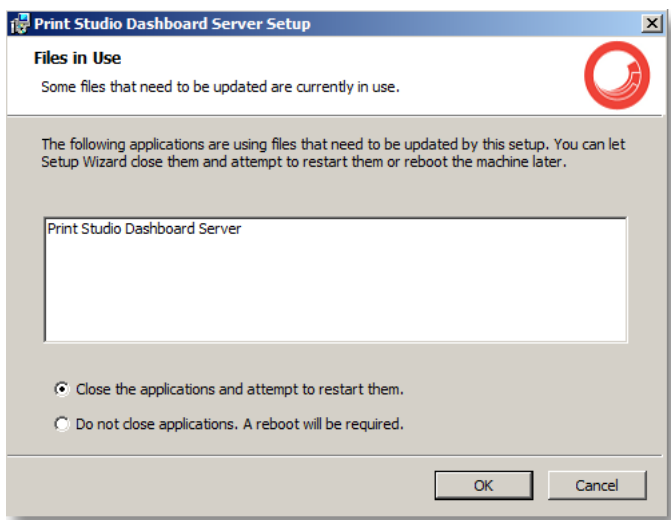 Print Studio Dashboard Server Setup
Files in Use
Some files that need to be updated are currently in use.
The following applications are using files that need to be updated by this setup. You can let
Setup Wizard close them and attempt to restart them or reboot the machine later.
Print Studio Dashboard Server
Close the applications and attempt to restart them.
Do not close applications. A reboot will be required.
OK
Cancel